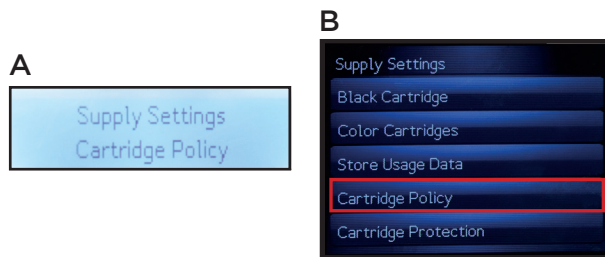 A
Supply Settings
Cartridge Policy
B
Supply Settings
Black Cartridge
Color Cartridges
Store Usage Data
Cartridge Policy
Cartridge Protection